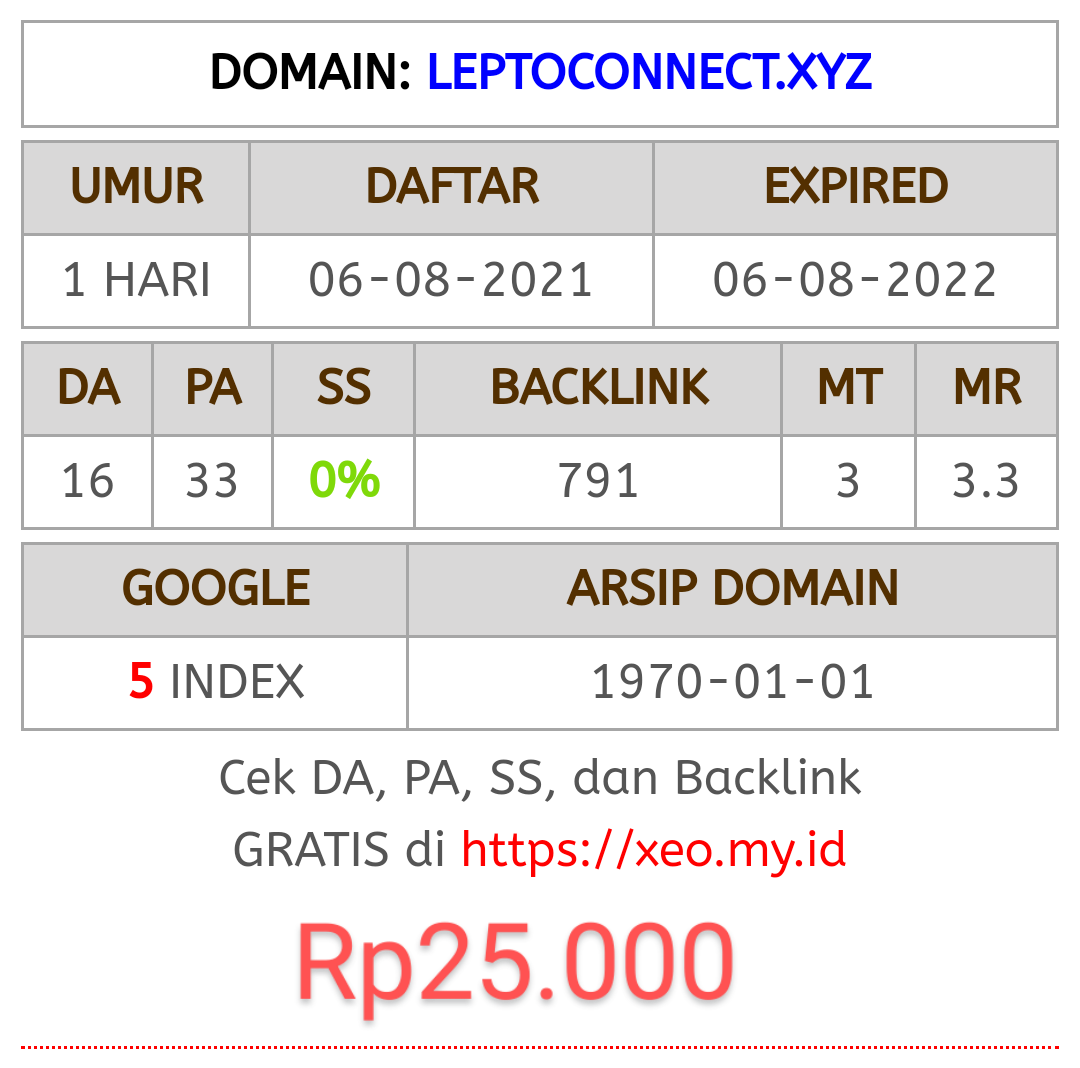 DOMAIN: LEPTOCONNECT.XYZ
UMUR DAFTAR EXPIRED
1 HARI 06-08-2021 06-08-2022
DA PA SS BACKLINK MT MR
16 33 0% 791 3 3.3
GOOGLE ARSIP DOMAIN
5 INDEX 1970-01-01
Cek DA, PA, SS, dan Backlink
GRATIS di https://xeo.my.id
Rp25.000